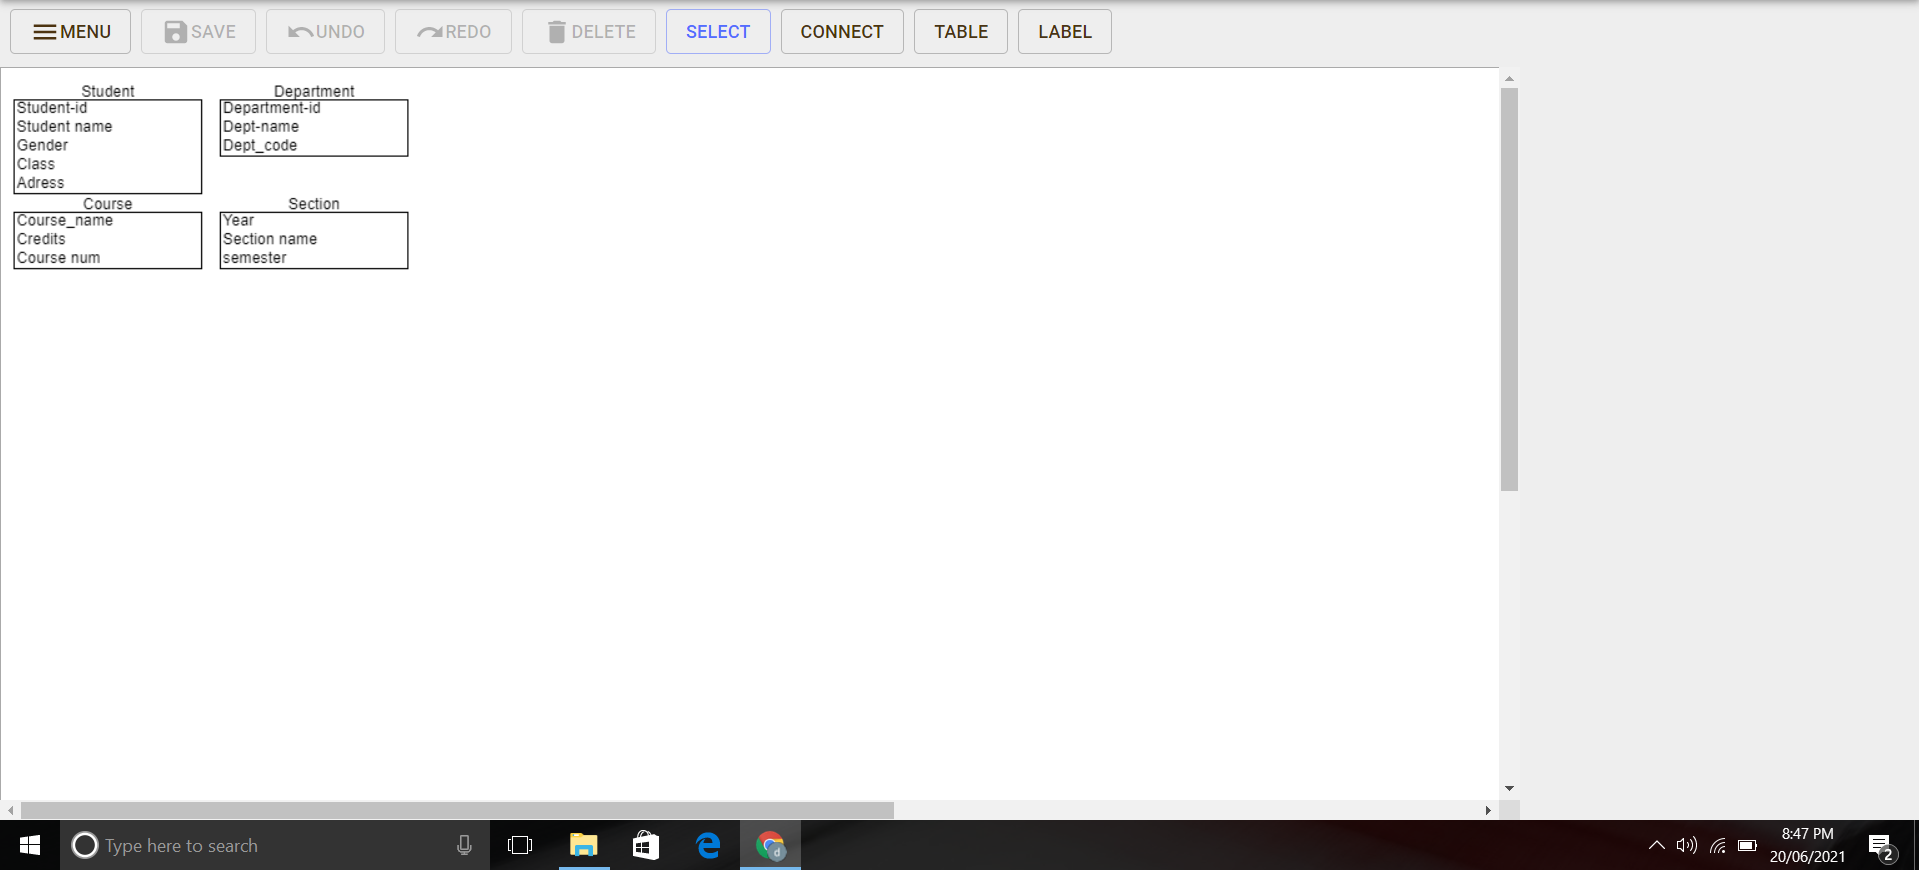 MENU SAVE UNDO REDO DELETE SELECT CONNECT TABLE LABEL
Student
Student-id
Student name
Gender
Class
Adress
Department
Department-id
Dept-name
Dept_code
Course
Course_name
Credits
Course num
Section
Year
Section name
semester
Type here to search
d
8:47 PM
20/06/2021
2